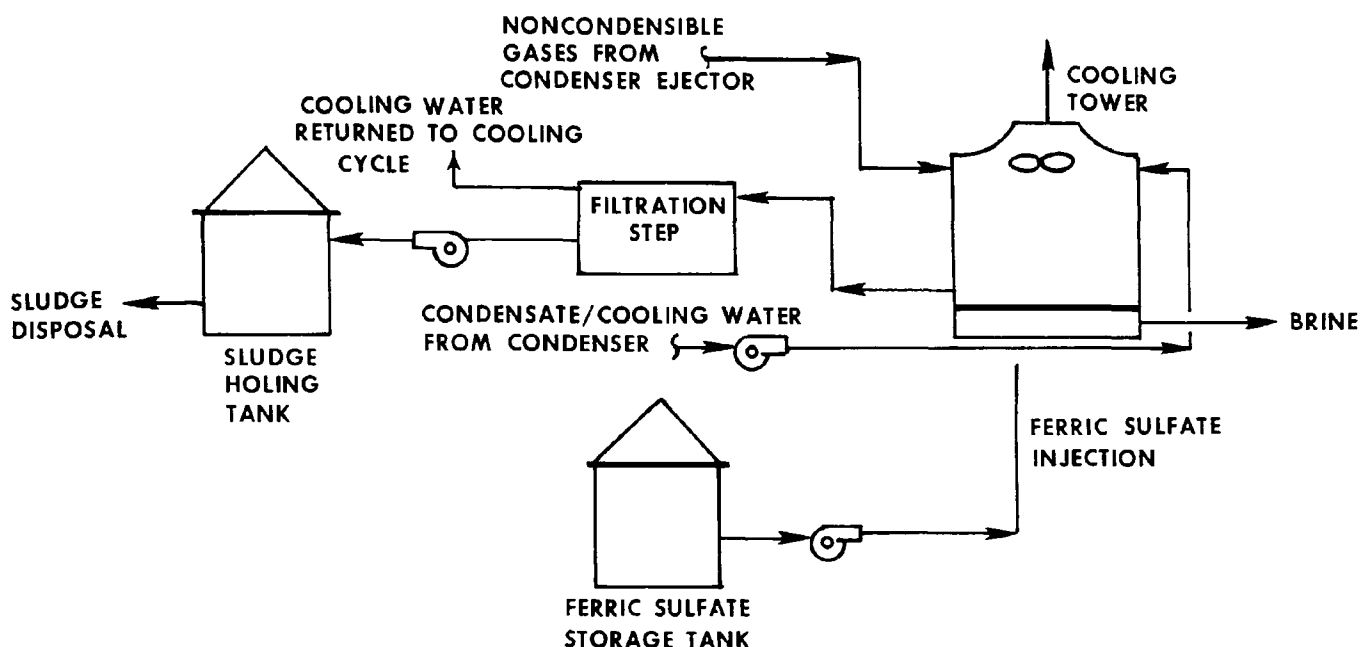 NONCONDENSIBLE
GASES FROM
CONDENSER EJECTOR
COOLING
TOWER
COOLING WATER
RETURNED TO COOLING
CYCLE
FILTRATION
STEP
SLUDGE
DISPOSAL
SLUDGE
HOLING
TANK
CONDENSATE/COOLING WATER
FROM CONDENSER
BRINE
FERRIC SULFATE
INJECTION
FERRIC SULFATE
STORAGE TANK